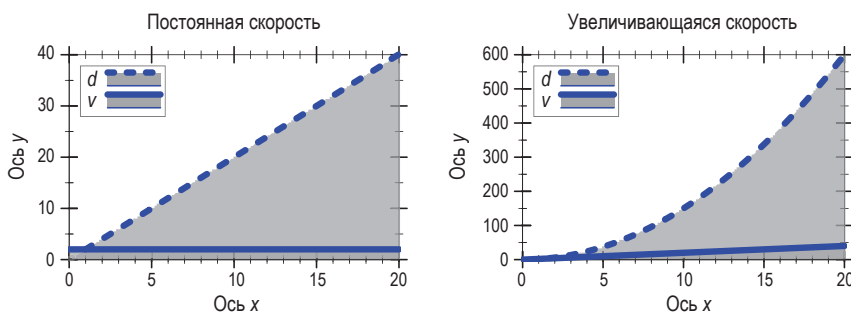 Постоянная скорость
40
30
20
10
0
Ось y
d
v
0 5 10 15 20
Ось x
Увеличивающаяся скорость
600
500
400
300
200
100
0
Ось y
d
v
0 5 10 15 20
Ось x